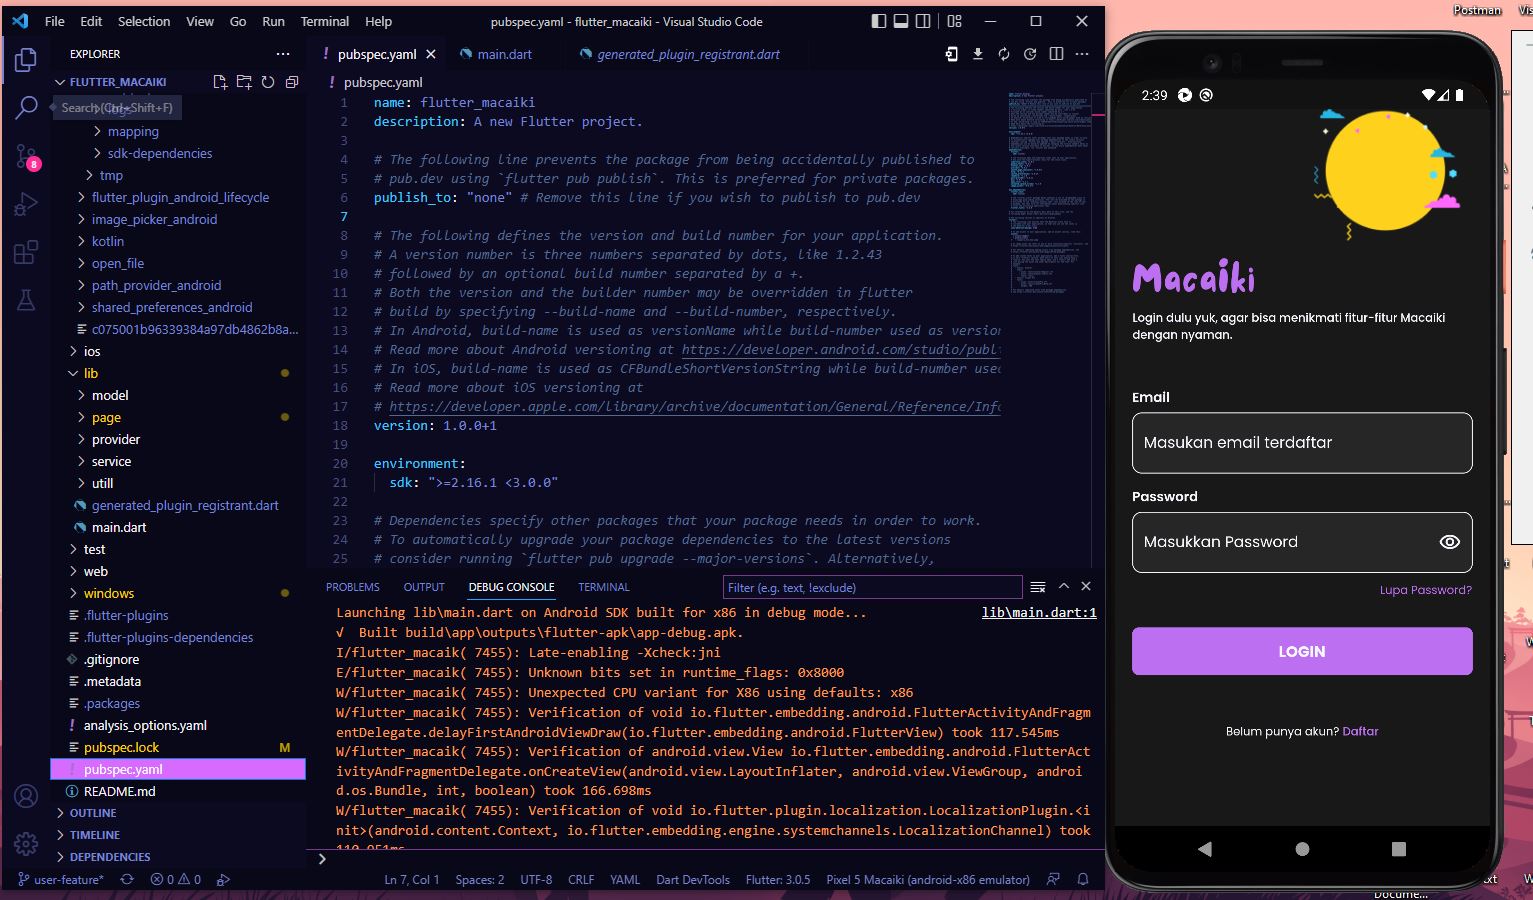 Postman
File Edit Selection View Go Run Terminal Help
pubspec.yaml - flutter_macaiki - Visual Studio Code
EXPLORER
FLUTTER_MACAIKI
Search (Ctrl+Shift+F)
mapping
sdk-dependencies
tmp
flutter_plugin_android_lifecycle
image_picker_android
kotlin
open_file
path_provider_android
shared_preferences_android
c075001b96339384a97db4862b8a...
ios
lib
model
page
provider
service
utill
generated_plugin_registrant.dart
main.dart
test
web
windows
.flutter-plugins
.flutter-plugins-dependencies
.gitignore
.metadata
.packages
analysis_options.yaml
pubspec.lock M
pubspec.yaml
README.md
OUTLINE
TIMELINE
DEPENDENCIES
8
pubspec.yaml main.dart generated_plugin_registrant.dart
pubspec.yaml
1 name: flutter_macaiki
2 description: A new Flutter project.
3
4 # The following line prevents the package from being accidentally published to
5 # pub.dev using `flutter pub publish`. This is preferred for private packages.
6 publish_to: "none" # Remove this line if you wish to publish to pub.dev
7
8 # The following defines the version and build number for your application.
9 # A version number is three numbers separated by dots, like 1.2.43
10 # followed by an optional build number separated by a +.
11 # Both the version and the builder number may be overridden in flutter
12 # build by specifying --build-name and --build-number, respectively.
13 # In Android, build-name is used as versionName while build-number used as version
14 # Read more about Android versioning at https://developer.android.com/studio/publ
15 # In iOS, build-name is used as CFBundleShortVersionString while build-number used
16 # Read more about iOS versioning at
17 # https://developer.apple.com/library/archive/documentation/General/Reference/Info
18 version: 1.0.0+1
19
20 environment:
21 sdk: ">=2.16.1 <3.0.0"
22
23 # Dependencies specify other packages that your package needs in order to work.
24 # To automatically upgrade your package dependencies to the latest versions
25 # consider running `flutter pub upgrade --major-versions`. Alternatively,
PROBLEMS OUTPUT DEBUG CONSOLE TERMINAL
Filter (e.g. text, !exclude)
Launching lib\main.dart on Android SDK built for x86 in debug mode... lib\main.dart:1
√ Built build\app\outputs\flutter-apk\app-debug.apk.
I/flutter_macaik( 7455): Late-enabling -Xcheck:jni
E/flutter_macaik( 7455): Unknown bits set in runtime_flags: 0x8000
W/flutter_macaik( 7455): Unexpected CPU variant for X86 using defaults: x86
W/flutter_macaik( 7455): Verification of void io.flutter.embedding.android.FlutterActivityAndFragm
entDelegate.delayFirstAndroidViewDraw(io.flutter.embedding.android.FlutterView) took 117.545ms
W/flutter_macaik( 7455): Verification of android.view.View io.flutter.embedding.android.FlutterAct
ivityAndFragmentDelegate.onCreateView(android.view.LayoutInflater, android.view.ViewGroup, androi
d.os.Bundle, int, boolean) took 166.698ms
W/flutter_macaik( 7455): Verification of void io.flutter.plugin.localization.LocalizationPlugin.<i
nit>(android.content.Context, io.flutter.embedding.engine.systemchannels.LocalizationChannel) took
user-feature* 0 0 Ln 7, Col 1 Spaces: 2 UTF-8 CRLF YAML Dart DevTools Flutter: 3.0.5 Pixel 5 Macaiki (android-x86 emulator)
2:39
Macaiki
Login dulu yuk, agar bisa menikmati fitur-fitur Macaiki
dengan nyaman.
Email
Masukan email terdaftar
Password
Masukkan Password
Lupa Password?
LOGIN
Belum punya akun? Daftar
Docume...